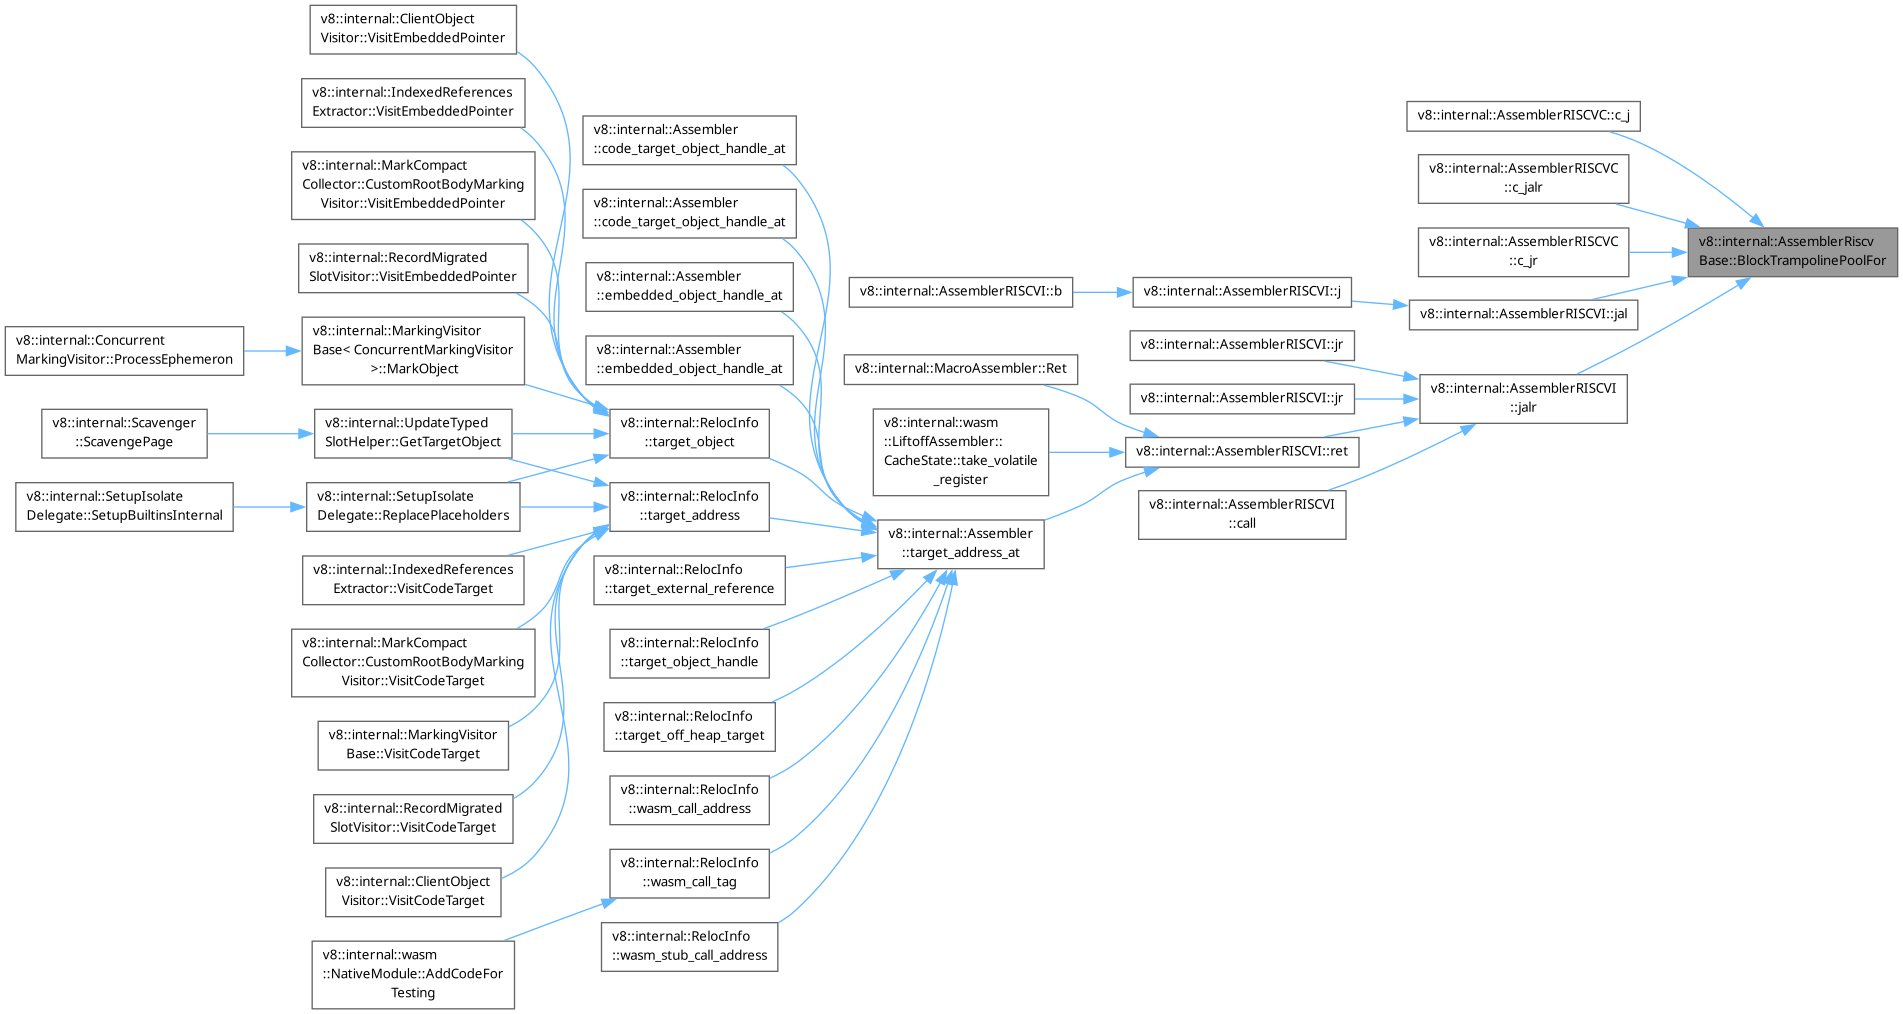 v8::internal::ClientObject
Visitor::VisitEmbeddedPointer
v8::internal::IndexedReferences
Extractor::VisitEmbeddedPointer
v8::internal::MarkCompact
Collector::CustomRootBodyMarking
Visitor::VisitEmbeddedPointer
v8::internal::RecordMigrated
SlotVisitor::VisitEmbeddedPointer
v8::internal::Concurrent
MarkingVisitor::ProcessEphemeron
v8::internal::MarkingVisitor
Base< ConcurrentMarkingVisitor
>::MarkObject
v8::internal::Scavenger
::ScavengePage
v8::internal::UpdateTyped
SlotHelper::GetTargetObject
v8::internal::SetupIsolate
Delegate::SetupBuiltinsInternal
v8::internal::SetupIsolate
Delegate::ReplacePlaceholders
v8::internal::IndexedReferences
Extractor::VisitCodeTarget
v8::internal::MarkCompact
Collector::CustomRootBodyMarking
Visitor::VisitCodeTarget
v8::internal::MarkingVisitor
Base::VisitCodeTarget
v8::internal::RecordMigrated
SlotVisitor::VisitCodeTarget
v8::internal::ClientObject
Visitor::VisitCodeTarget
v8::internal::wasm
::NativeModule::AddCodeFor
Testing
v8::internal::Assembler
::code_target_object_handle_at
v8::internal::Assembler
::code_target_object_handle_at
v8::internal::Assembler
::embedded_object_handle_at
v8::internal::Assembler
::embedded_object_handle_at
v8::internal::RelocInfo
::target_object
v8::internal::RelocInfo
::target_address
v8::internal::RelocInfo
::target_external_reference
v8::internal::RelocInfo
::target_object_handle
v8::internal::RelocInfo
::target_off_heap_target
v8::internal::RelocInfo
::wasm_call_address
v8::internal::RelocInfo
::wasm_call_tag
v8::internal::RelocInfo
::wasm_stub_call_address
v8::internal::AssemblerRISCVI::b
v8::internal::MacroAssembler::Ret
v8::internal::wasm
::LiftoffAssembler::
CacheState::take_volatile
_register
v8::internal::Assembler
::target_address_at
v8::internal::AssemblerRISCVI::j
v8::internal::AssemblerRISCVI::jr
v8::internal::AssemblerRISCVI::jr
v8::internal::AssemblerRISCVI::ret
v8::internal::AssemblerRISCVI
::call
v8::internal::AssemblerRISCVC::c_j
v8::internal::AssemblerRISCVC
::c_jalr
v8::internal::AssemblerRISCVC
::c_jr
v8::internal::AssemblerRISCVI::jal
v8::internal::AssemblerRISCVI
::jalr
v8::internal::AssemblerRiscv
Base::BlockTrampolinePoolFor